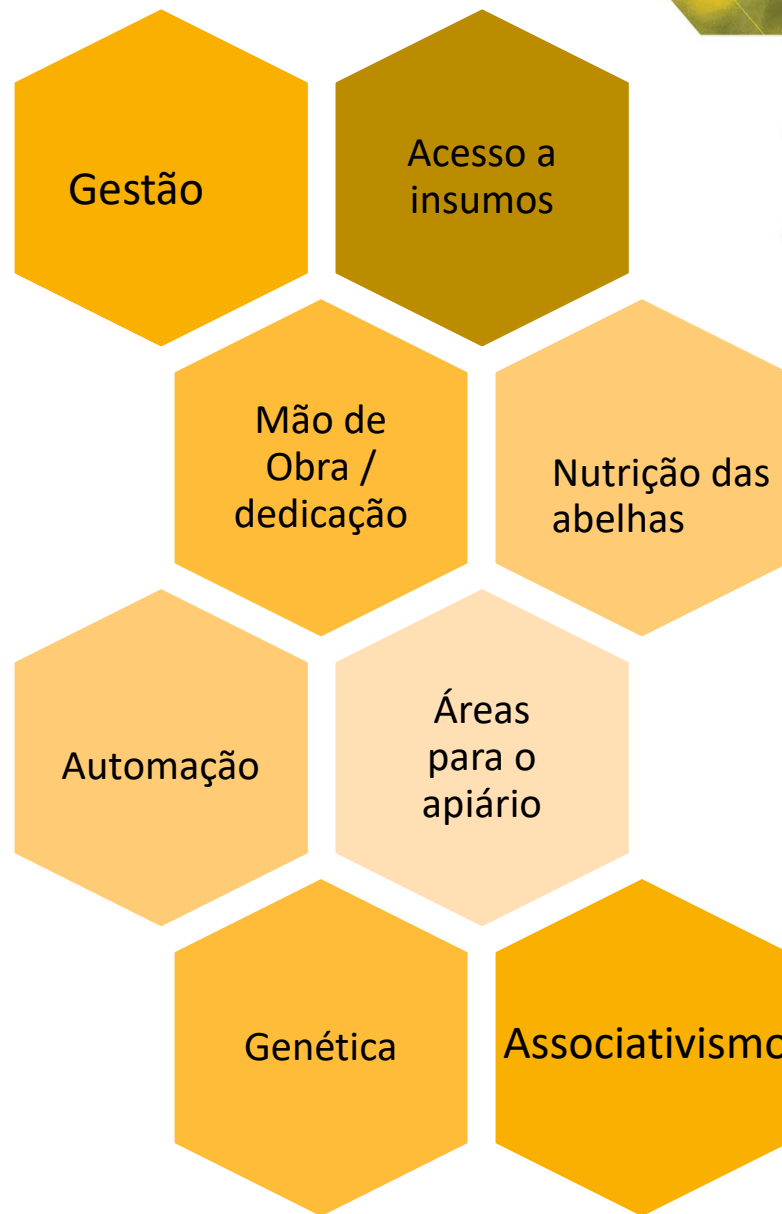 Gestão
Acesso a
insumos
Mão de
Obra /
dedicação
Nutrição das
abelhas
Automação
Áreas
para o
apiário
Genética
Associativismo